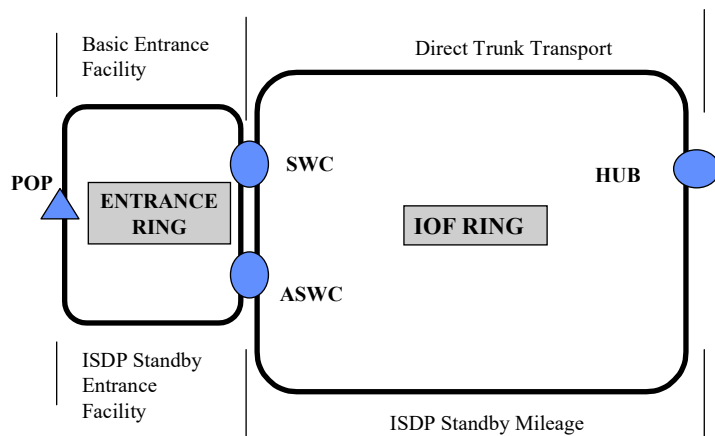 Basic Entrance
Facility
Direct Trunk Transport
POP
SWC
HUB
ENTRANCE
RING
IOF RING
ASWC
ISDP Standby
Entrance
Facility
ISDP Standby Mileage